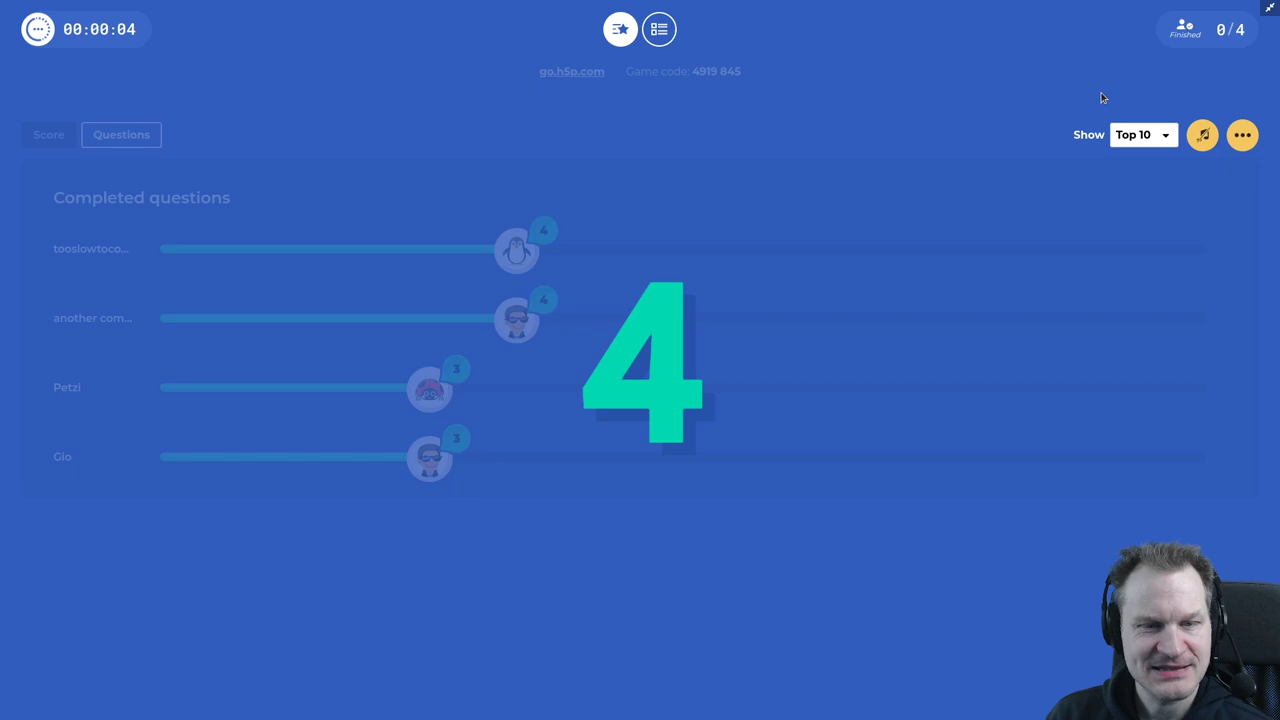 00:00:04
Finished
0/4
go.h5p.com Game code: 4919 845
Score Questions
Show Top 10
Completed questions
tooslowtoco... 4
another com... 4
Petzi 3
Gio 3
4